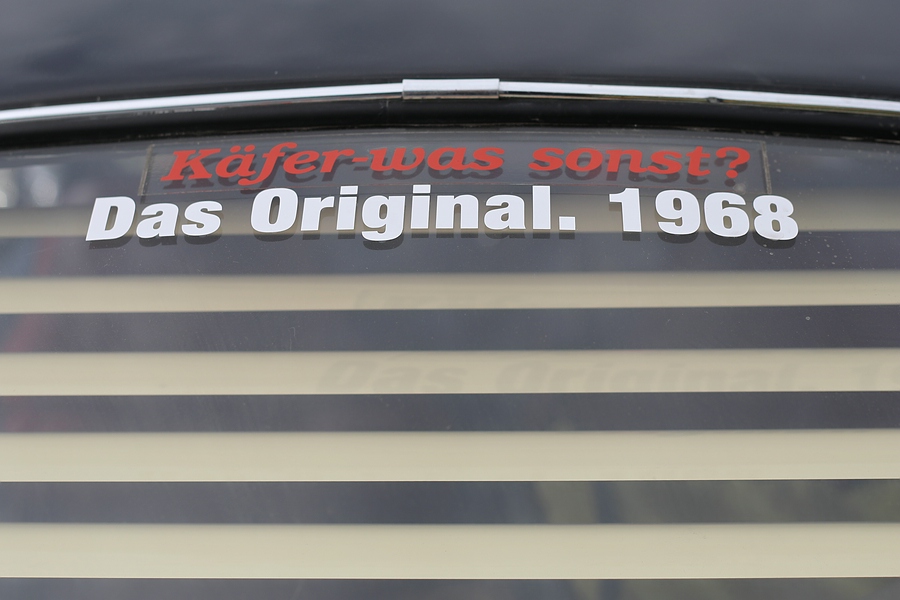 Käfer-was sonst?
Das Original. 1968